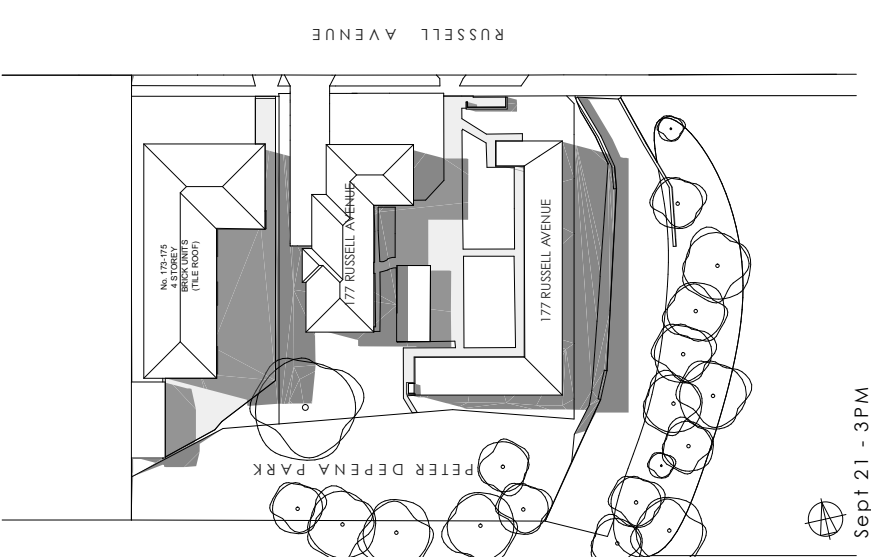 RUSSELL AVENUE
No. 173-175
4 STOREY
BRICK UNITS
(TILE ROOF)
177 RUSSELL AVENUE
177 RUSSELL AVENUE
PETER DEPENA PARK
Sept 21 - 3PM